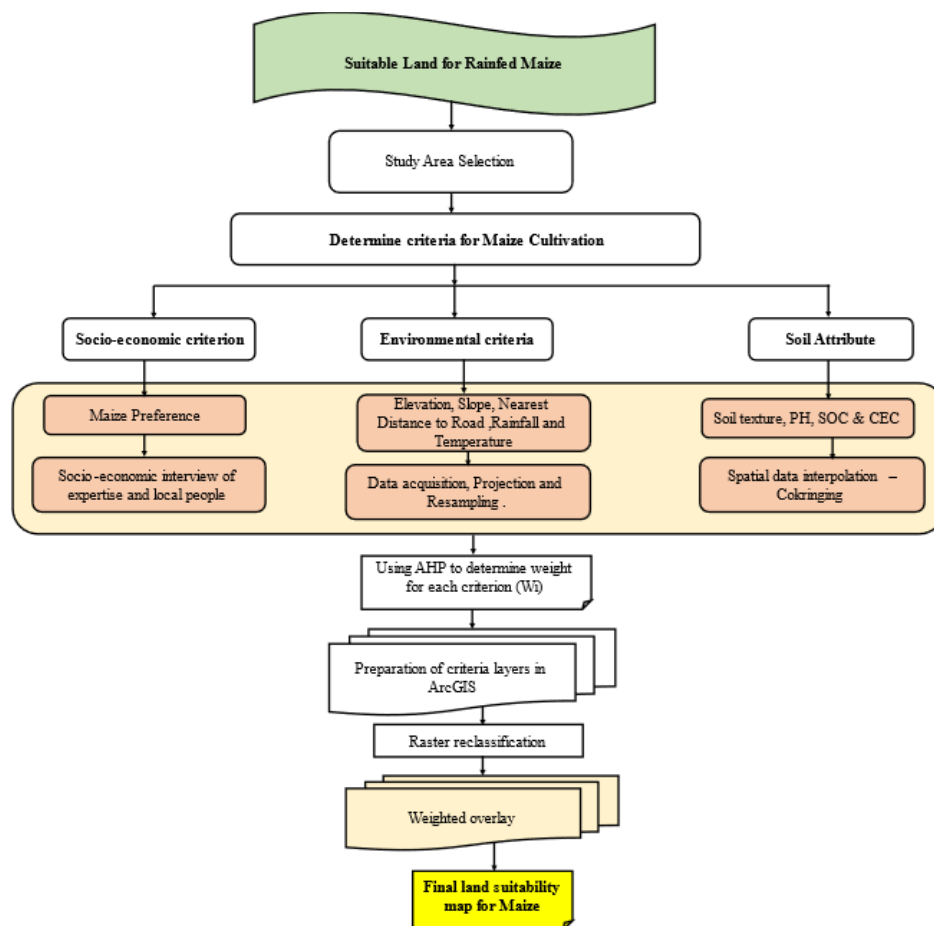 Suitable Land for Rainfed Maize
Study Area Selection
Determine criteria for Maize Cultivation
Socio-economic criterion
Environmental criteria
Soil Attribute
Maize Preference
Elevation, Slope, Nearest
Distance to Road ,Rainfall and
Temperature
Soil texture, PH, SOC & CEC
Socio-economic interview of
expertise and local people
Data acquisition, Projection and
Resampling .
Spatial data interpolation –
Cokringing
Using AHP to determine weight
for each criterion (Wi)
Preparation of criteria layers in
ArcGIS
Raster reclassification
Weighted overlay
Final land suitability
map for Maize